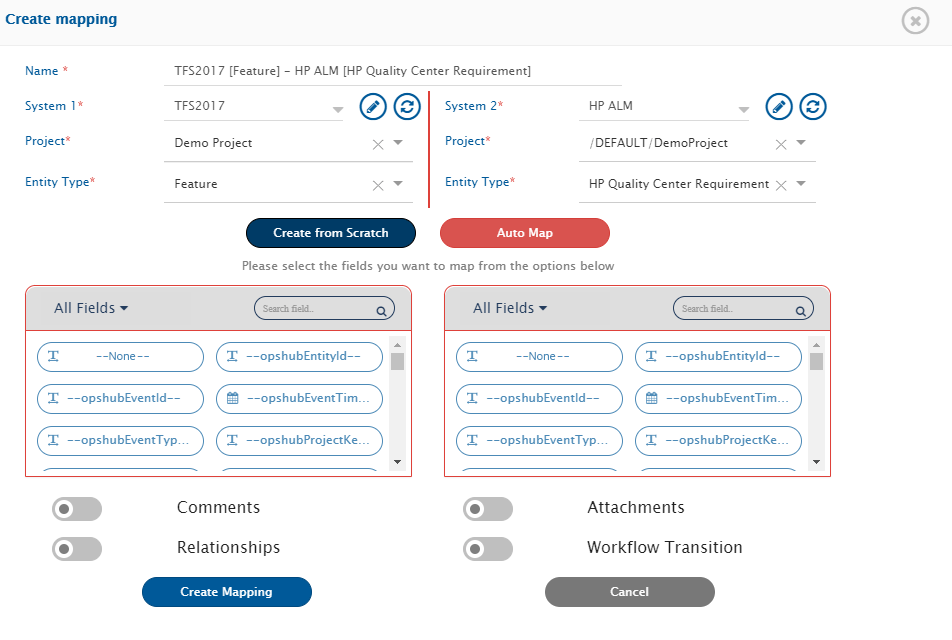 Create mapping
Name *
TFS2017 [Feature] - HP ALM [HP Quality Center Requirement]
System 1*
TFS2017
System 2*
HP ALM
Project*
Demo Project
Project*
/DEFAULT/DemoProject
Entity Type*
Feature
Entity Type*
HP Quality Center Requirement
Create from Scratch
Auto Map
Please select the fields you want to map from the options below
All Fields
Search field..
--None--
--opshubEntityId--
--opshubEventId--
--opshubEventTim...
--opshubEventTyp...
--opshubProjectKe...
All Fields
Search field..
--None--
--opshubEntityId--
--opshubEventId--
--opshubEventTim...
--opshubEventTyp...
--opshubProjectKe...
Comments
Attachments
Relationships
Workflow Transition
Create Mapping
Cancel